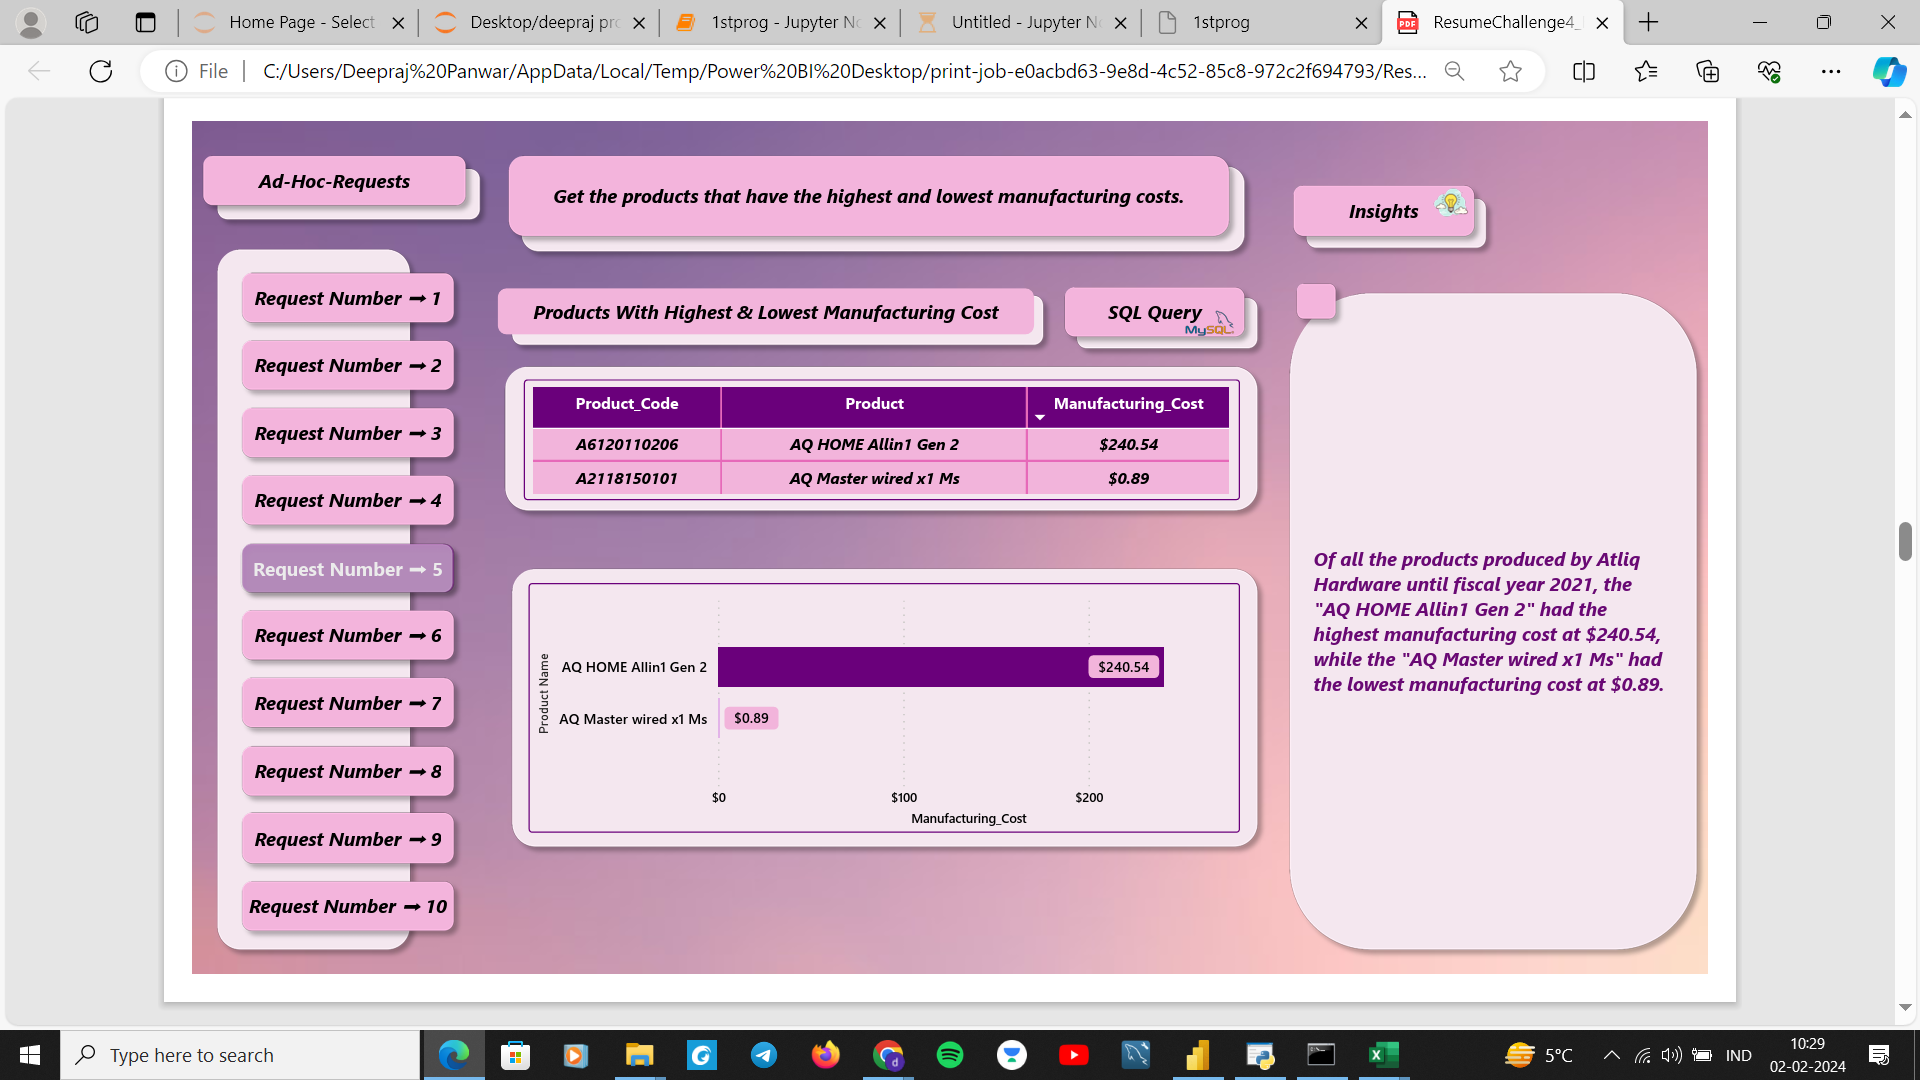 Home Page - Select
Desktop/deepraj pro
1stprog - Jupyter No
Untitled - Jupyter No
1stprog
ResumeChallenge4_
File
C:/Users/Deepraj%20Panwar/AppData/Local/Temp/Power%20BI%20Desktop/print-job-e0acbd63-9e8d-4c52-85c8-972c2f694793/Res...
Ad-Hoc-Requests
Request Number ➞ 1
Request Number ➞ 2
Request Number ➞ 3
Request Number ➞ 4
Request Number ➞ 5
Request Number ➞ 6
Request Number ➞ 7
Request Number ➞ 8
Request Number ➞ 9
Request Number ➞ 10
Get the products that have the highest and lowest manufacturing costs.
Products With Highest & Lowest Manufacturing Cost
SQL Query
MySQL
Product_Code Product Manufacturing_Cost
A6120110206 AQ HOME Allin1 Gen 2 $240.54
A2118150101 AQ Master wired x1 Ms $0.89
Product Name
AQ HOME Allin1 Gen 2 $240.54
AQ Master wired x1 Ms $0.89
$0 $100 $200
Manufacturing_Cost
Insights
Of all the products produced by Atliq
Hardware until fiscal year 2021, the
"AQ HOME Allin1 Gen 2" had the
highest manufacturing cost at $240.54,
while the "AQ Master wired x1 Ms" had
the lowest manufacturing cost at $0.89.
Type here to search
5°C
IND
10:29
02-02-2024